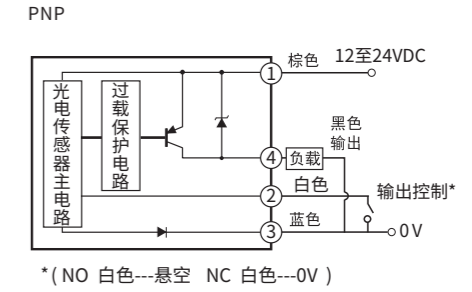 PNP
棕色
12至24VDC
1
光电传感器主电路
过载保护电路
黑色
输出
4
负载
白色
2
输出控制*
蓝色
3
0V
*( NO 白色---悬空 NC 白色---0V )